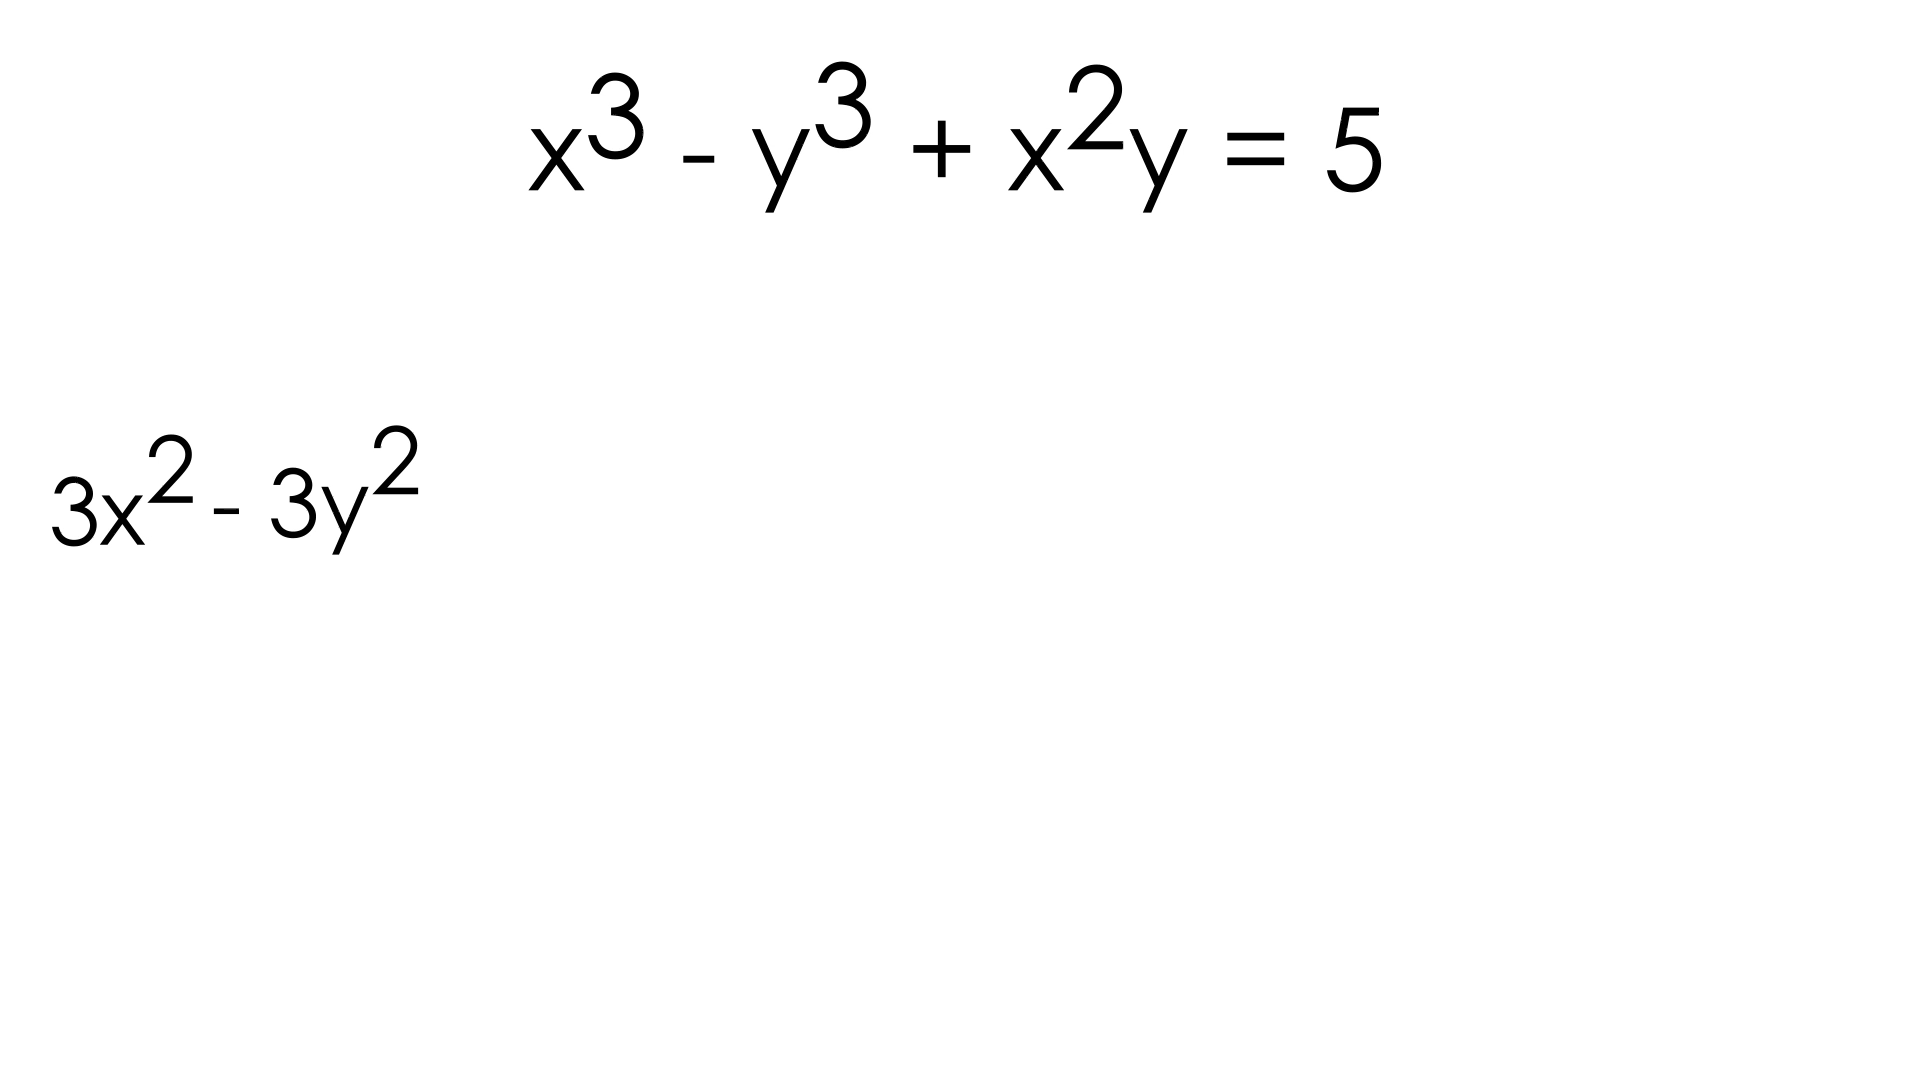 x³ - y³ + x²y = 5
3x² - 3y²